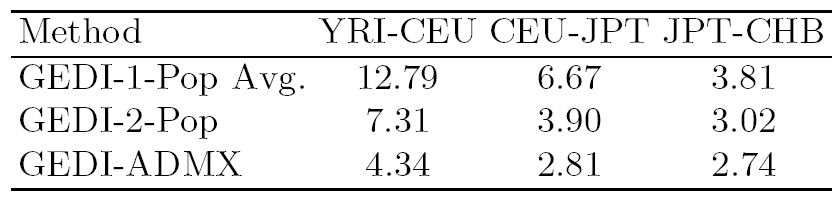 Method YRI-CEU CEU-JPT JPT-CHB
GEDI-1-Pop Avg. 12.79 6.67 3.81
GEDI-2-Pop 7.31 3.90 3.02
GEDI-ADMX 4.34 2.81 2.74